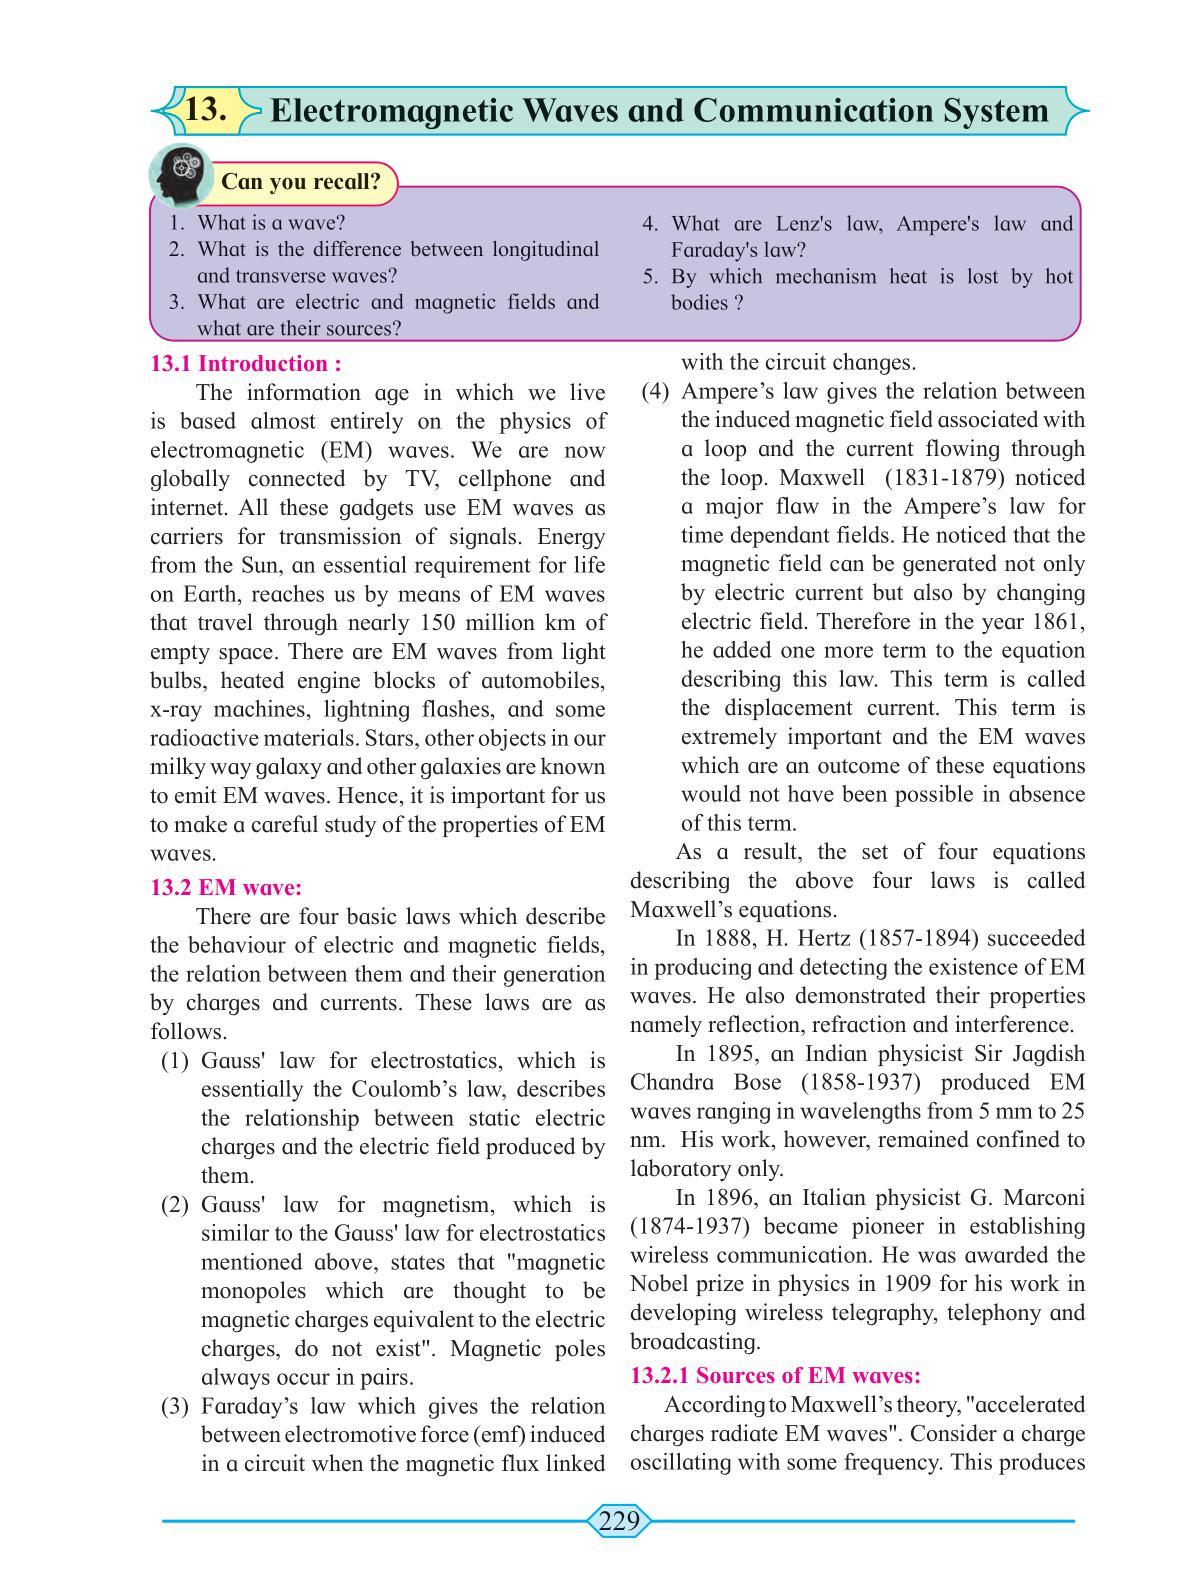 13.
Electromagnetic Waves and Communication System
Can you recall?
1. What is a wave?
2. What is the difference between longitudinal
and transverse waves?
3. What are electric and magnetic fields and
what are their sources?
4. What are Lenz's law, Ampere's law and
Faraday's law?
5. By which mechanism heat is lost by hot
bodies ?
13.1 Introduction :
The information age in which we live
is based almost entirely on the physics of
electromagnetic (EM) waves. We are now
globally connected by TV, cellphone and
internet. All these gadgets use EM waves as
carriers for transmission of signals. Energy
from the Sun, an essential requirement for life
on Earth, reaches us by means of EM waves
that travel through nearly 150 million km of
empty space. There are EM waves from light
bulbs, heated engine blocks of automobiles,
x-ray machines, lightning flashes, and some
radioactive materials. Stars, other objects in our
milky way galaxy and other galaxies are known
to emit EM waves. Hence, it is important for us
to make a careful study of the properties of EM
waves.
13.2 EM wave:
There are four basic laws which describe
the behaviour of electric and magnetic fields,
the relation between them and their generation
by charges and currents. These laws are as
follows.
(1) Gauss' law for electrostatics, which is
essentially the Coulomb’s law, describes
the relationship between static electric
charges and the electric field produced by
them.
(2) Gauss' law for magnetism, which is
similar to the Gauss' law for electrostatics
mentioned above, states that "magnetic
monopoles which are thought to be
magnetic charges equivalent to the electric
charges, do not exist". Magnetic poles
always occur in pairs.
(3) Faraday’s law which gives the relation
between electromotive force (emf) induced
in a circuit when the magnetic flux linked
with the circuit changes.
(4) Ampere’s law gives the relation between
the induced magnetic field associated with
a loop and the current flowing through
the loop. Maxwell (1831-1879) noticed
a major flaw in the Ampere’s law for
time dependant fields. He noticed that the
magnetic field can be generated not only
by electric current but also by changing
electric field. Therefore in the year 1861,
he added one more term to the equation
describing this law. This term is called
the displacement current. This term is
extremely important and the EM waves
which are an outcome of these equations
would not have been possible in absence
of this term.
As a result, the set of four equations
describing the above four laws is called
Maxwell’s equations.
In 1888, H. Hertz (1857-1894) succeeded
in producing and detecting the existence of EM
waves. He also demonstrated their properties
namely reflection, refraction and interference.
In 1895, an Indian physicist Sir Jagdish
Chandra Bose (1858-1937) produced EM
waves ranging in wavelengths from 5 mm to 25
nm. His work, however, remained confined to
laboratory only.
In 1896, an Italian physicist G. Marconi
(1874-1937) became pioneer in establishing
wireless communication. He was awarded the
Nobel prize in physics in 1909 for his work in
developing wireless telegraphy, telephony and
broadcasting.
13.2.1 Sources of EM waves:
According to Maxwell’s theory, "accelerated
charges radiate EM waves". Consider a charge
oscillating with some frequency. This produces
229